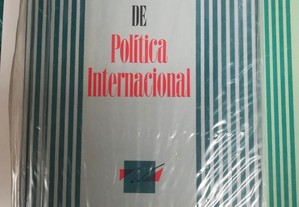 DE
Política
Internacional